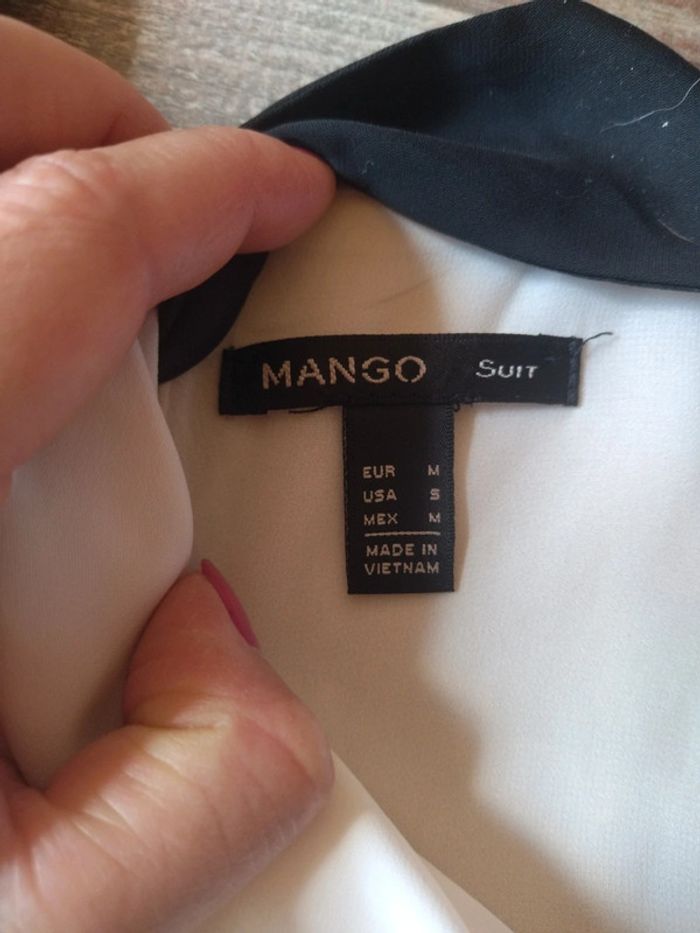 MANGO SUIT
EUR M
USA S
MEX M
MADE IN
VIETNAM